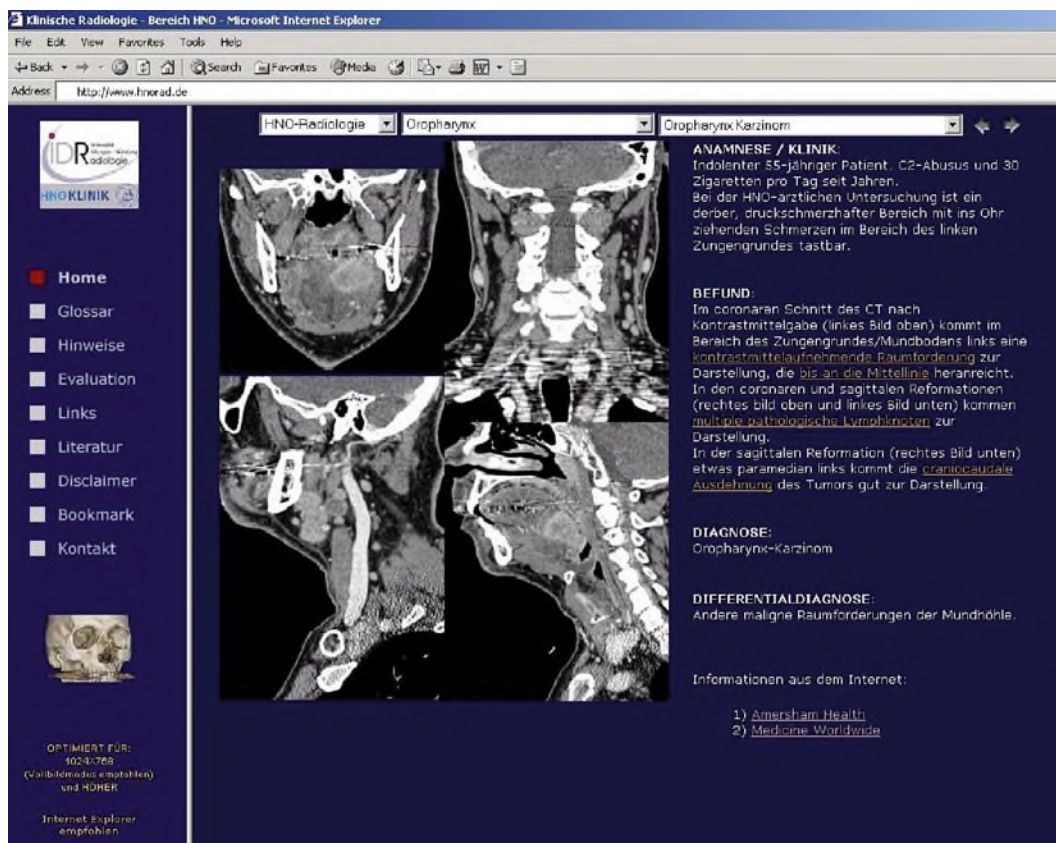 Klinische Radiologie - Bereich HNO - Microsoft Internet Explorer
File Edit View Favorites Tools Help
Back Search Favorites Media
Address http://www.hnorad.de
HNO-Radiologie Oropharynx Oropharynx Karzinom
iDR Radiologie
HNO KLINIK
Home
Glossar
Hinweise
Evaluation
Links
Literatur
Disclaimer
Bookmark
Kontakt
OPTIMIERT FÜR:
1024X768
(Vollbildmodus empfohlen)
und HÖHER
Internet Explorer
empfohlen
ANAMNESE / KLINIK:
Indolenter 55-jähriger Patient. C2-Abusus und 30
Zigaretten pro Tag seit Jahren.
Bei der HNO-ärztlichen Untersuchung ist ein
derber, druckschmerzhafter Bereich mit ins Ohr
ziehenden Schmerzen im Bereich des linken
Zungengrundes tastbar.
BEFUND:
Im coronaren Schnitt des CT nach
Kontrastmittelgabe (linkes Bild oben) kommt im
Bereich des Zungengrundes/Mundbodens links eine
kontrastmittelaufnehmende Raumforderung zur
Darstellung, die bis an die Mittellinie heranreicht.
In den coronaren und sagittalen Reformationen
(rechtes bild oben und linkes Bild unten) kommen
multiple pathologische Lymphknoten zur
Darstellung.
In der sagittalen Reformation (rechtes Bild unten)
etwas paramedian links kommt die craniocaudale
Ausdehnung des Tumors gut zur Darstellung.
DIAGNOSE:
Oropharynx-Karzinom
DIFFERENTIALDIAGNOSE:
Andere maligne Raumforderungen der Mundhöhle.
Informationen aus dem Internet:
1) Amersham Health
2) Medicine Worldwide